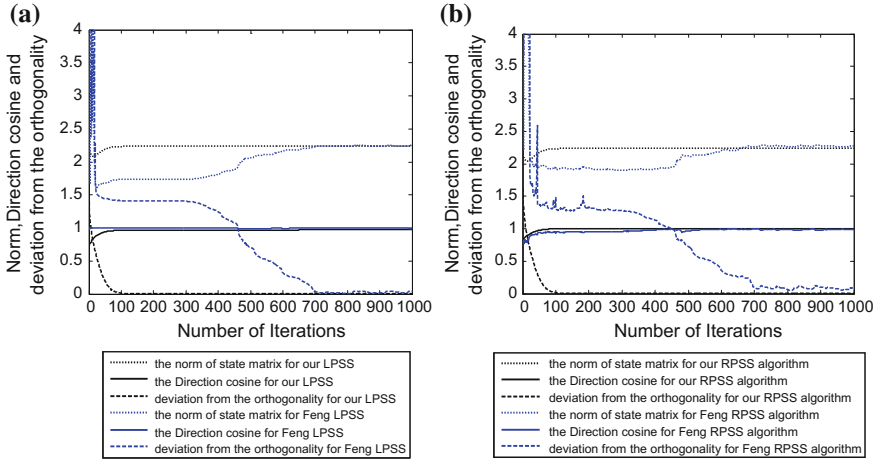 (a)
Norm,Direction cosine and
deviation from the orthogonality
4
3.5
3
2.5
2
1.5
1
0.5
0
0 100 200 300 400 500 600 700 800 900 1000
Number of Iterations
the norm of state matrix for our LPSS
the Direction cosine for our LPSS
deviation from the orthogonality for our LPSS
the norm of state matrix for Feng LPSS
the Direction cosine for Feng LPSS
deviation from the orthogonality for Feng LPSS
(b)
Norm,Direction cosine and
deviation from the orthogonality
4
3.5
3
2.5
2
1.5
1
0.5
0
0 100 200 300 400 500 600 700 800 900 1000
Number of Iterations
the norm of state matrix for our RPSS algorithm
the Direction cosine for our RPSS algorithm
deviation from the orthogonality for our RPSS algorithm
the norm of state matrix for Feng RPSS algorithm
the Direction cosine for Feng RPSS algorithm
deviation from the orthogonality for Feng RPSS algorithm